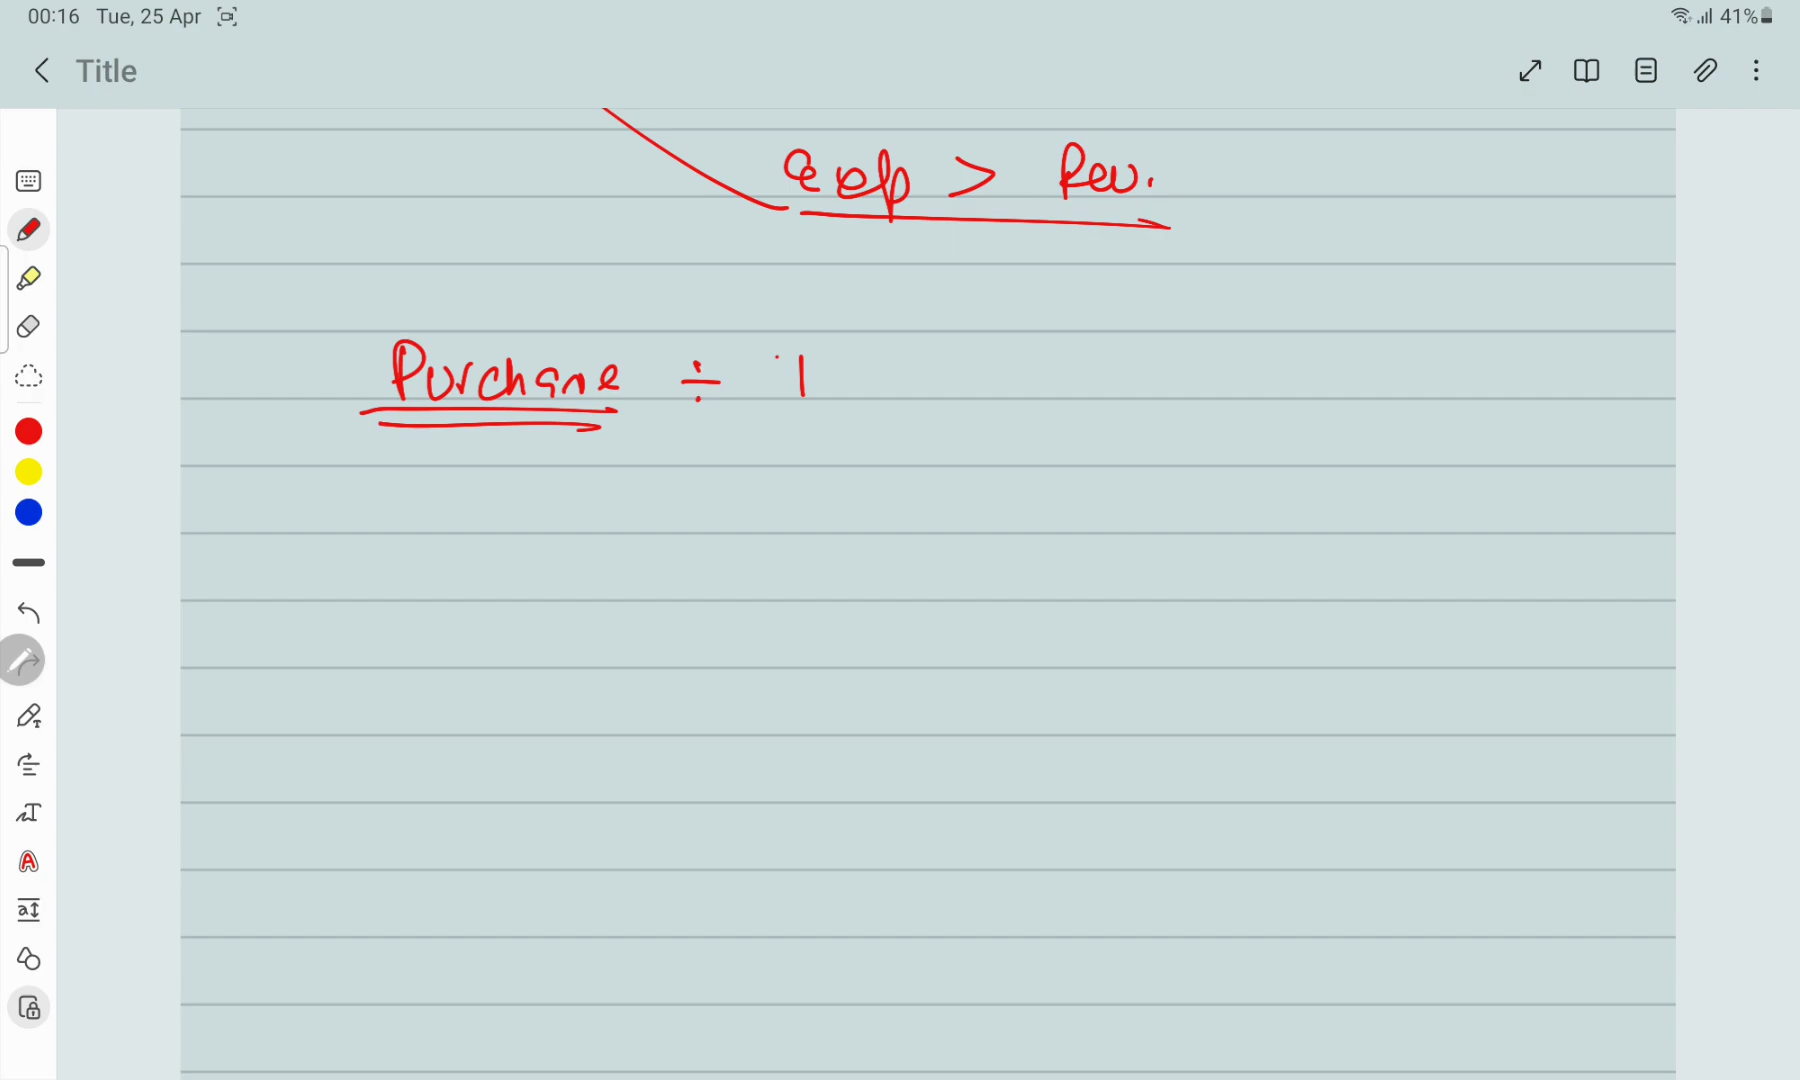 00:16 Tue, 25 Apr 41%
Title
exp > Rev.
Purchase ÷ 1